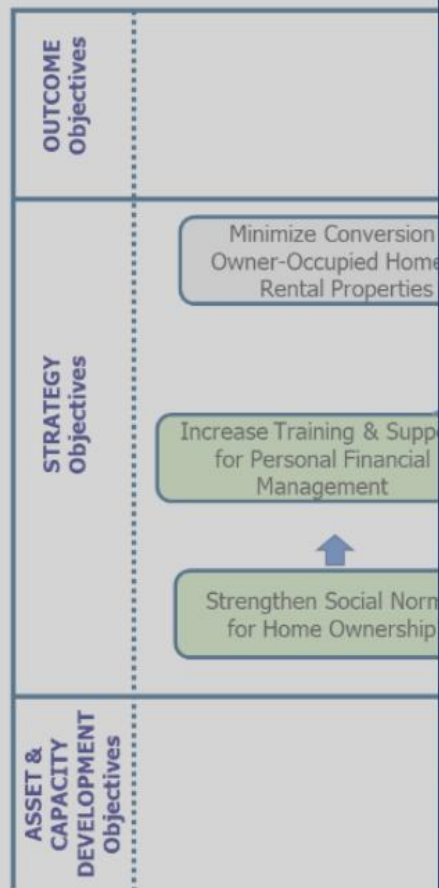 OUTCOME
Objectives
Minimize Conversion
Owner-Occupied Home
Rental Properties
STRATEGY
Objectives
Increase Training & Supp
for Personal Financial
Management
Strengthen Social Norm
for Home Ownership
ASSET &
CAPACITY
DEVELOPMENT
Objectives